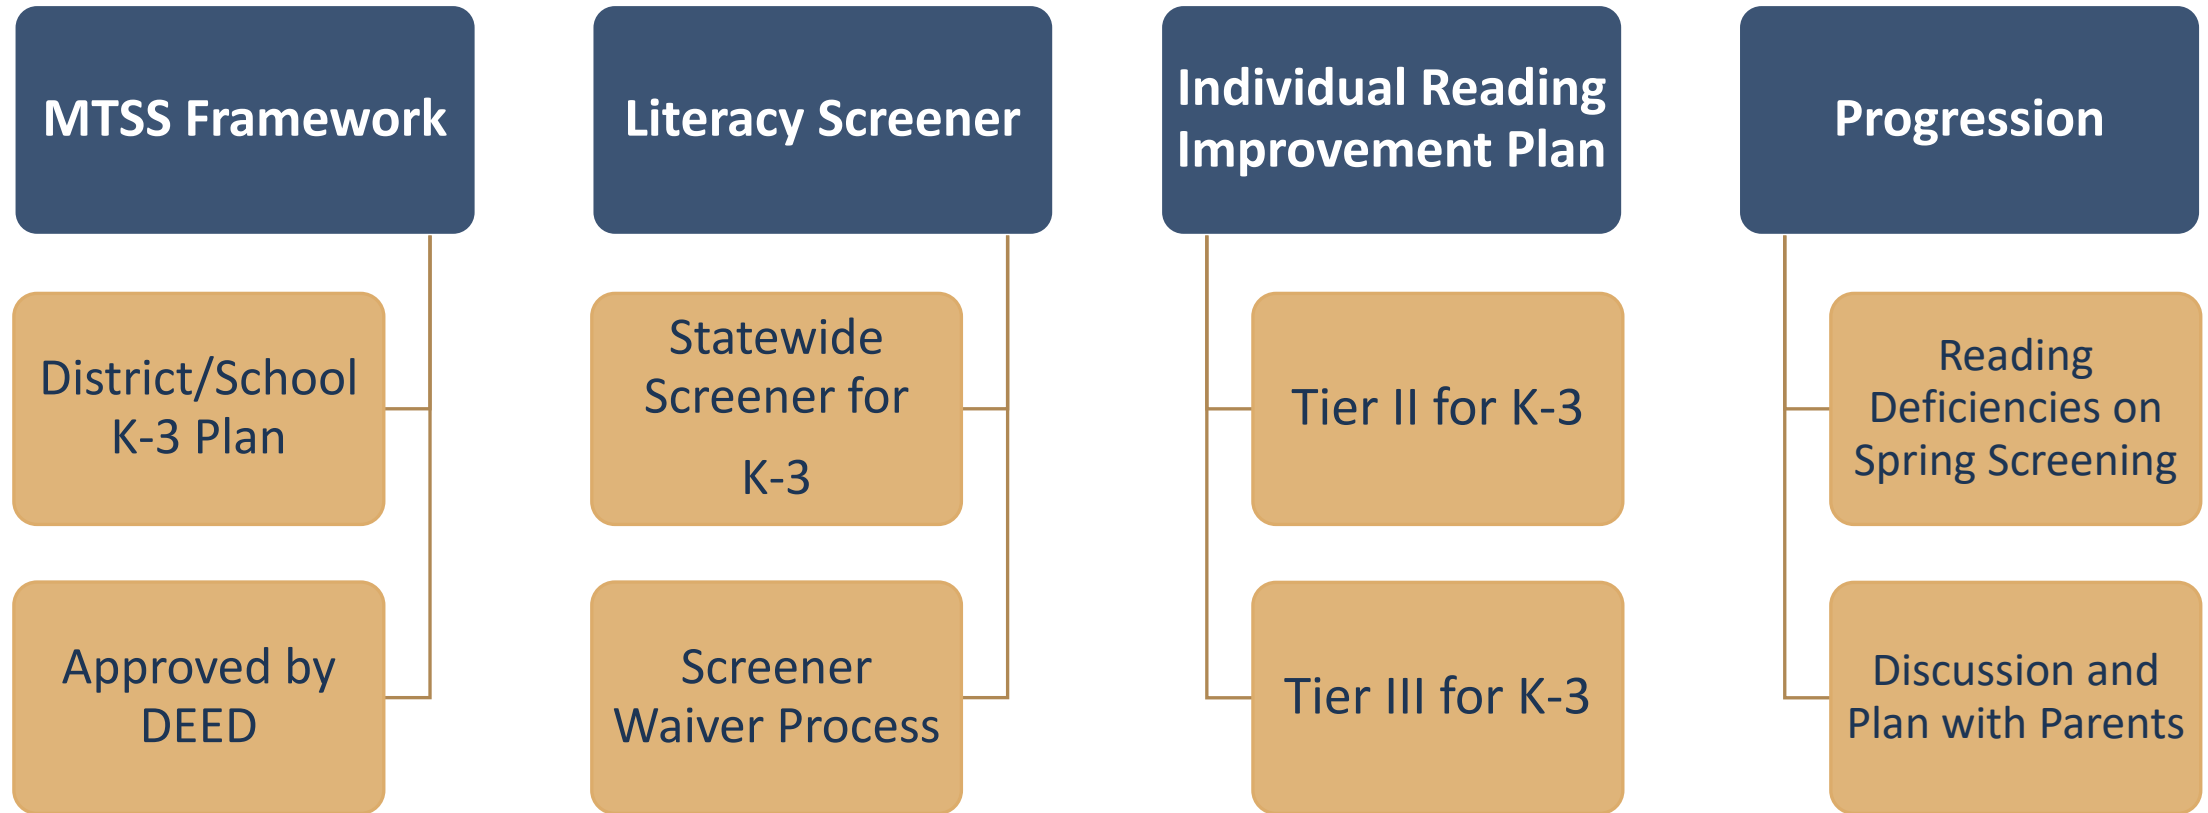 MTSS Framework
District/School
K-3 Plan
Approved by
DEED
Literacy Screener
Statewide
Screener for
K-3
Screener
Waiver Process
Individual Reading
Improvement Plan
Tier II for K-3
Tier III for K-3
Progression
Reading
Deficiencies on
Spring Screening
Discussion and
Plan with Parents